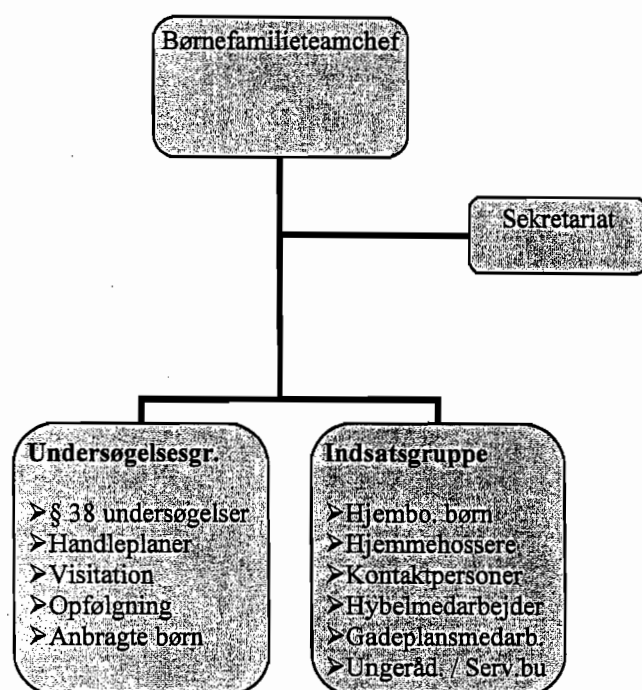 Børnefamilieteamchef
Sekretariat
Undersøgelsesgr.
➢§ 38 undersøgelser
➢Handleplaner
➢Visitation
➢Opfølgning
➢Anbragte børn
Indsatsgruppe
➢Hjembo. børn
➢Hjemmehossere
➢Kontaktpersoner
➢Hybelmedarbejder
➢Gadeplansmedarb.
➢Ungeråd. / Serv.bu